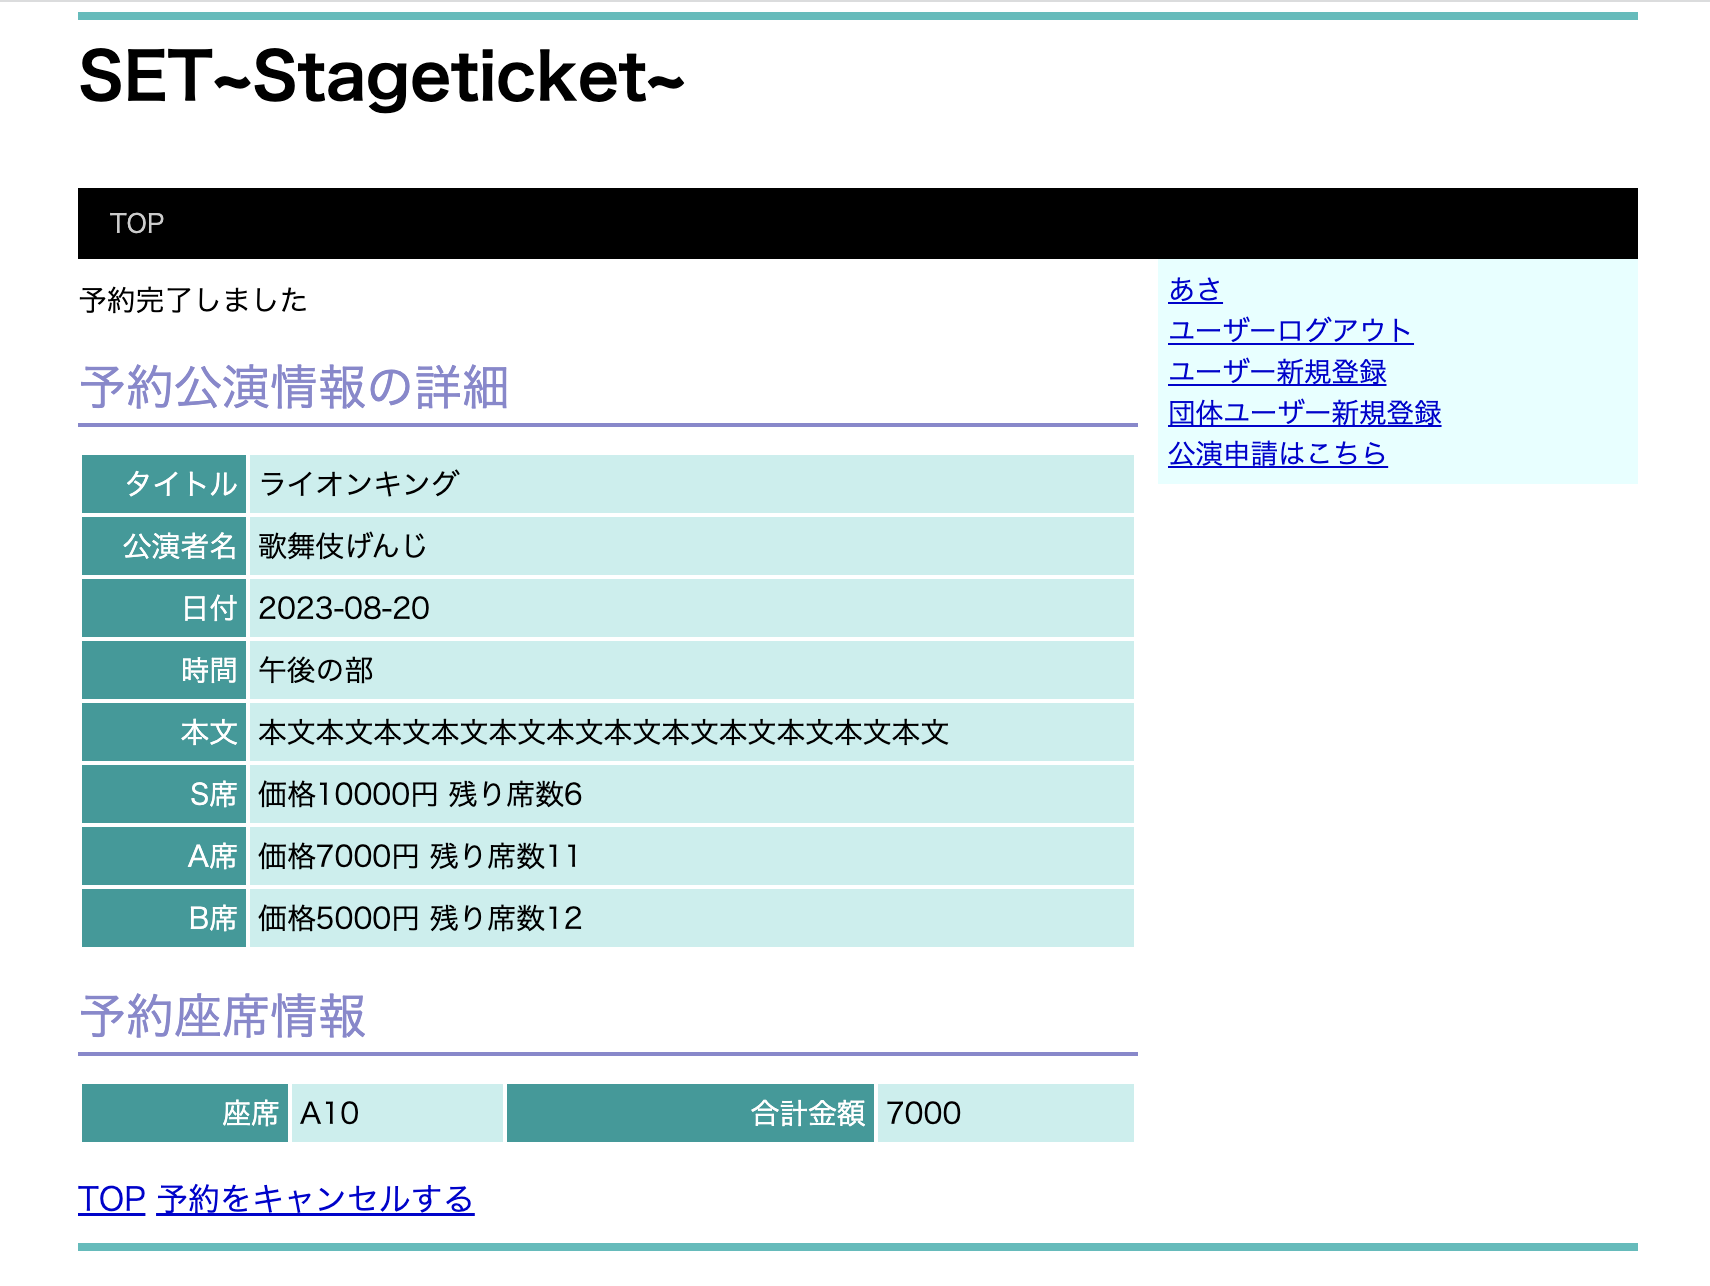 SET~Stageticket~
TOP
予約完了しました
予約公演情報の詳細
タイトル ライオンキング
公演者名 歌舞伎げんじ
日付 2023-08-20
時間 午後の部
本文 本文本文本文本文本文本文本文本文本文本文本文本文
S席 価格10000円 残り席数6
A席 価格7000円 残り席数11
B席 価格5000円 残り席数12
予約座席情報
座席 A10 合計金額 7000
TOP 予約をキャンセルする
あさ
ユーザーログアウト
ユーザー新規登録
団体ユーザー新規登録
公演申請はこちら